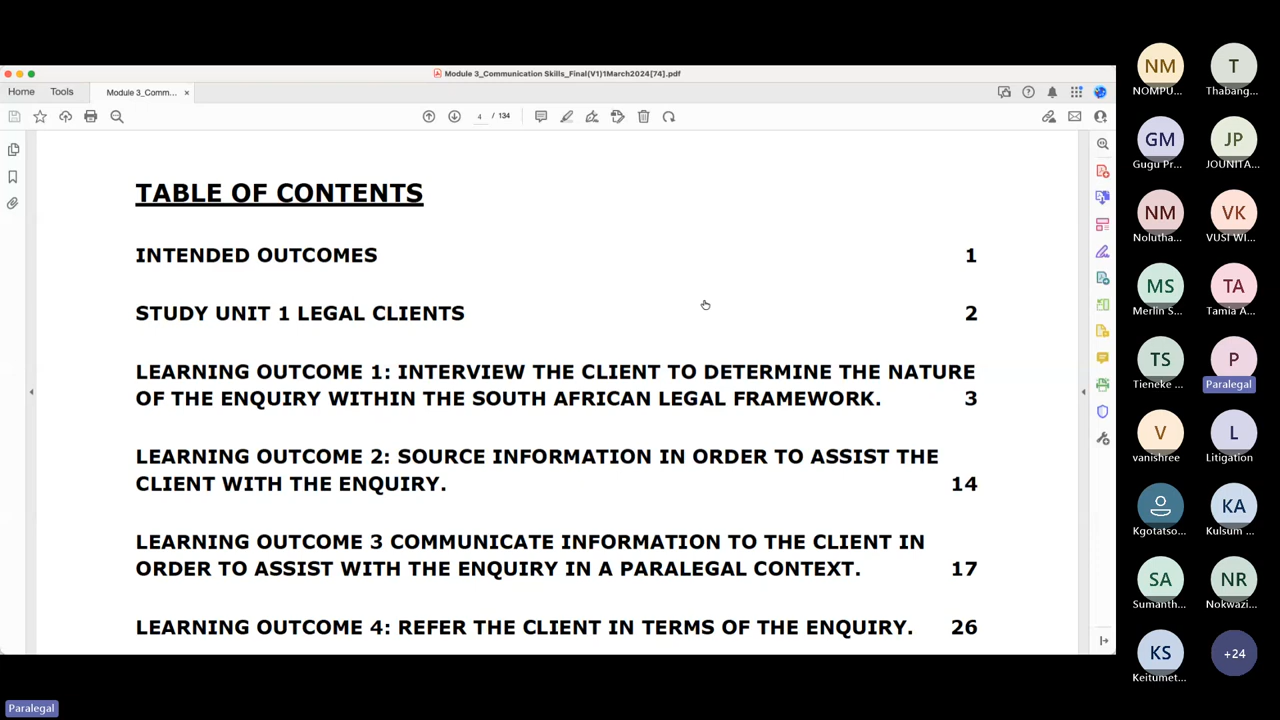 Module 3_Communication Skills_Final(V1)1March2024[74].pdf
Home Tools Module 3_Comm... ×
4 / 134
TABLE OF CONTENTS
INTENDED OUTCOMES 1
STUDY UNIT 1 LEGAL CLIENTS 2
LEARNING OUTCOME 1: INTERVIEW THE CLIENT TO DETERMINE THE NATURE
OF THE ENQUIRY WITHIN THE SOUTH AFRICAN LEGAL FRAMEWORK. 3
LEARNING OUTCOME 2: SOURCE INFORMATION IN ORDER TO ASSIST THE
CLIENT WITH THE ENQUIRY. 14
LEARNING OUTCOME 3 COMMUNICATE INFORMATION TO THE CLIENT IN
ORDER TO ASSIST WITH THE ENQUIRY IN A PARALEGAL CONTEXT. 17
LEARNING OUTCOME 4: REFER THE CLIENT IN TERMS OF THE ENQUIRY. 26
NM T
NOMPU... Thabang...
GM JP
Gugu Pr... JOUNITA...
NM VK
Nolutha... VUSI WI...
MS TA
Merlin S... Tamia A...
TS P
Tieneke ... Paralegal
V L
vanishree Litigation
KA
Kgotatso... Kulsum ...
SA NR
Sumanth... Nokwazi...
KS +24
Keitumet...
Paralegal